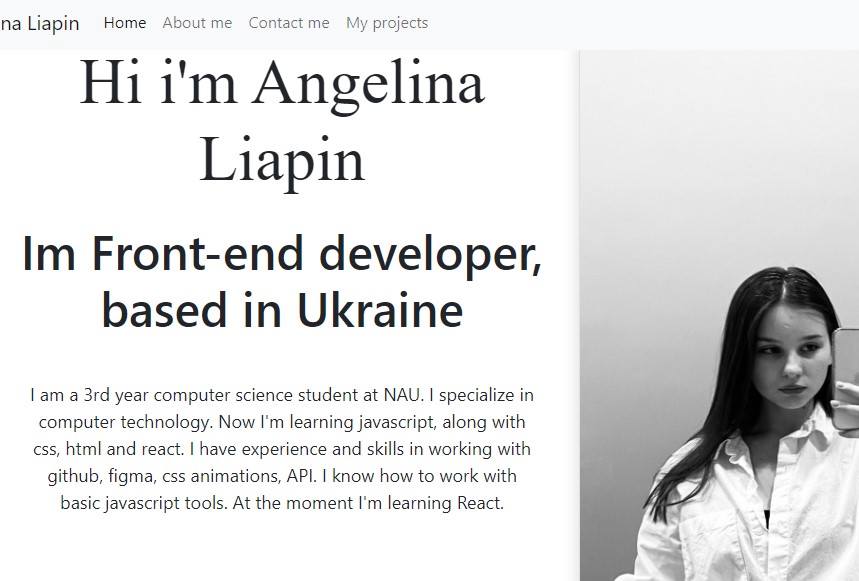 na Liapin Home About me Contact me My projects
Hi i'm Angelina
Liapin
Im Front-end developer,
based in Ukraine
I am a 3rd year computer science student at NAU. I specialize in
computer technology. Now I'm learning javascript, along with
css, html and react. I have experience and skills in working with
github, figma, css animations, API. I know how to work with
basic javascript tools. At the moment I'm learning React.